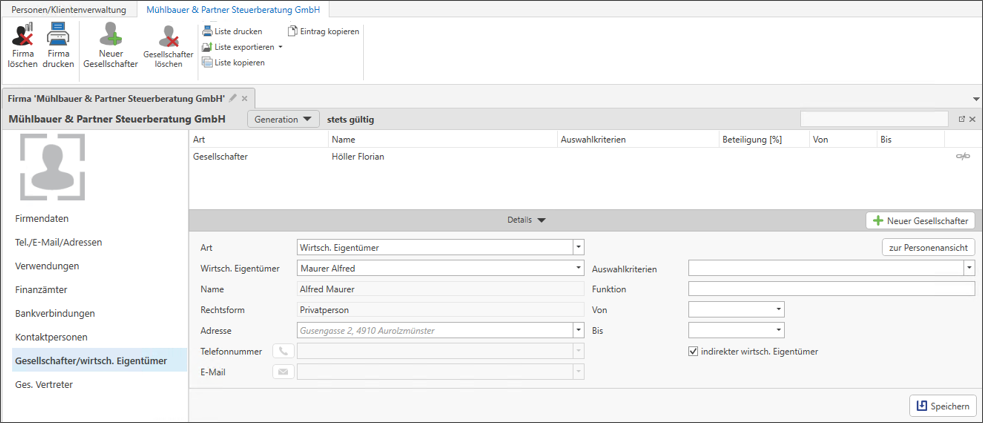 Personen/Klientenverwaltung Mühlbauer & Partner Steuerberatung GmbH
Firma löschen
Firma drucken
Neuer Gesellschafter
Gesellschafter löschen
Liste drucken
Liste exportieren
Liste kopieren
Eintrag kopieren
Firma 'Mühlbauer & Partner Steuerberatung GmbH'
Mühlbauer & Partner Steuerberatung GmbH Generation stets gültig
Art Name Auswahlkriterien Beteiligung [%] Von Bis
Gesellschafter Höller Florian
Firmendaten
Tel./E-Mail/Adressen
Verwendungen
Finanzämter
Bankverbindungen
Kontaktpersonen
Gesellschafter/wirtsch. Eigentümer
Ges. Vertreter
Details Neuer Gesellschafter
Art Wirtsch. Eigentümer zur Personenansicht
Wirtsch. Eigentümer Maurer Alfred Auswahlkriterien
Name Alfred Maurer Funktion
Rechtsform Privatperson Von
Adresse Gusengasse 2, 4910 Aurolzmünster Bis
Telefonnummer indirekter wirtsch. Eigentümer
E-Mail
Speichern